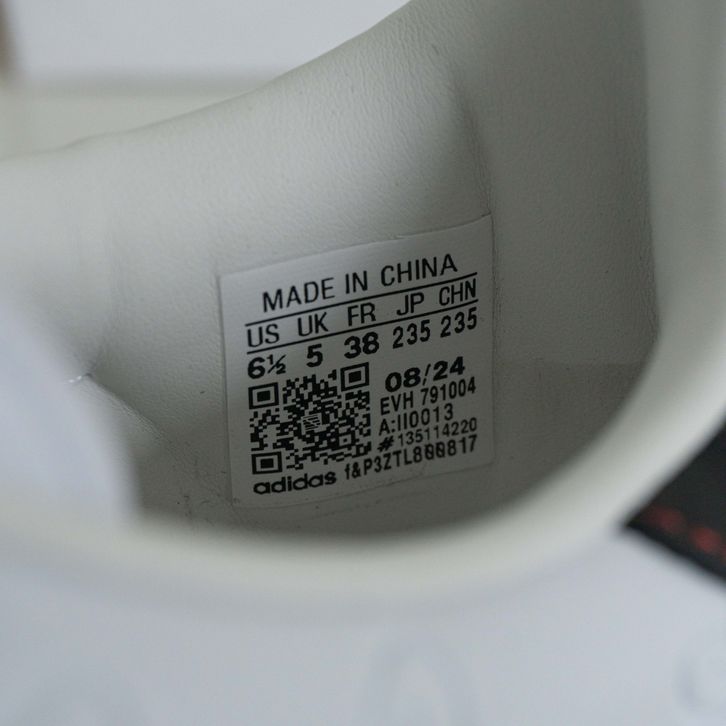 MADE IN CHINA
US UK FR JP CHN
6½ 5 38 235 235
08/24
EVH 791004
A:II0013
#135114220
adidas f&P3ZTL800817